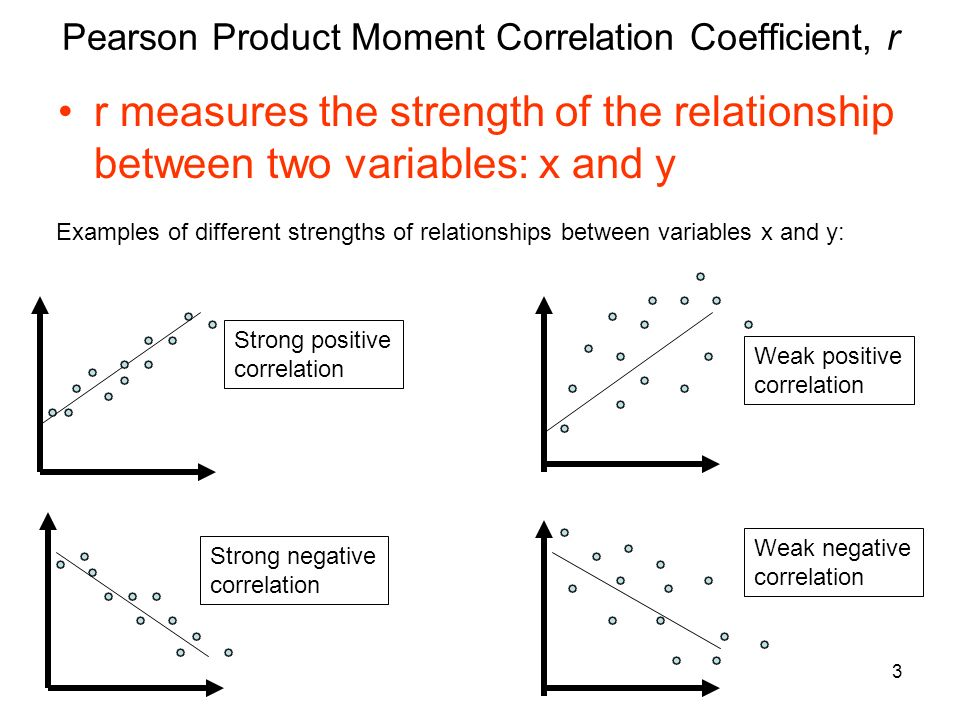 Pearson Product Moment Correlation Coefficient, r
• r measures the strength of the relationship
between two variables: x and y
Examples of different strengths of relationships between variables x and y:
Strong positive
correlation
Weak positive
correlation
Strong negative
correlation
Weak negative
correlation
3